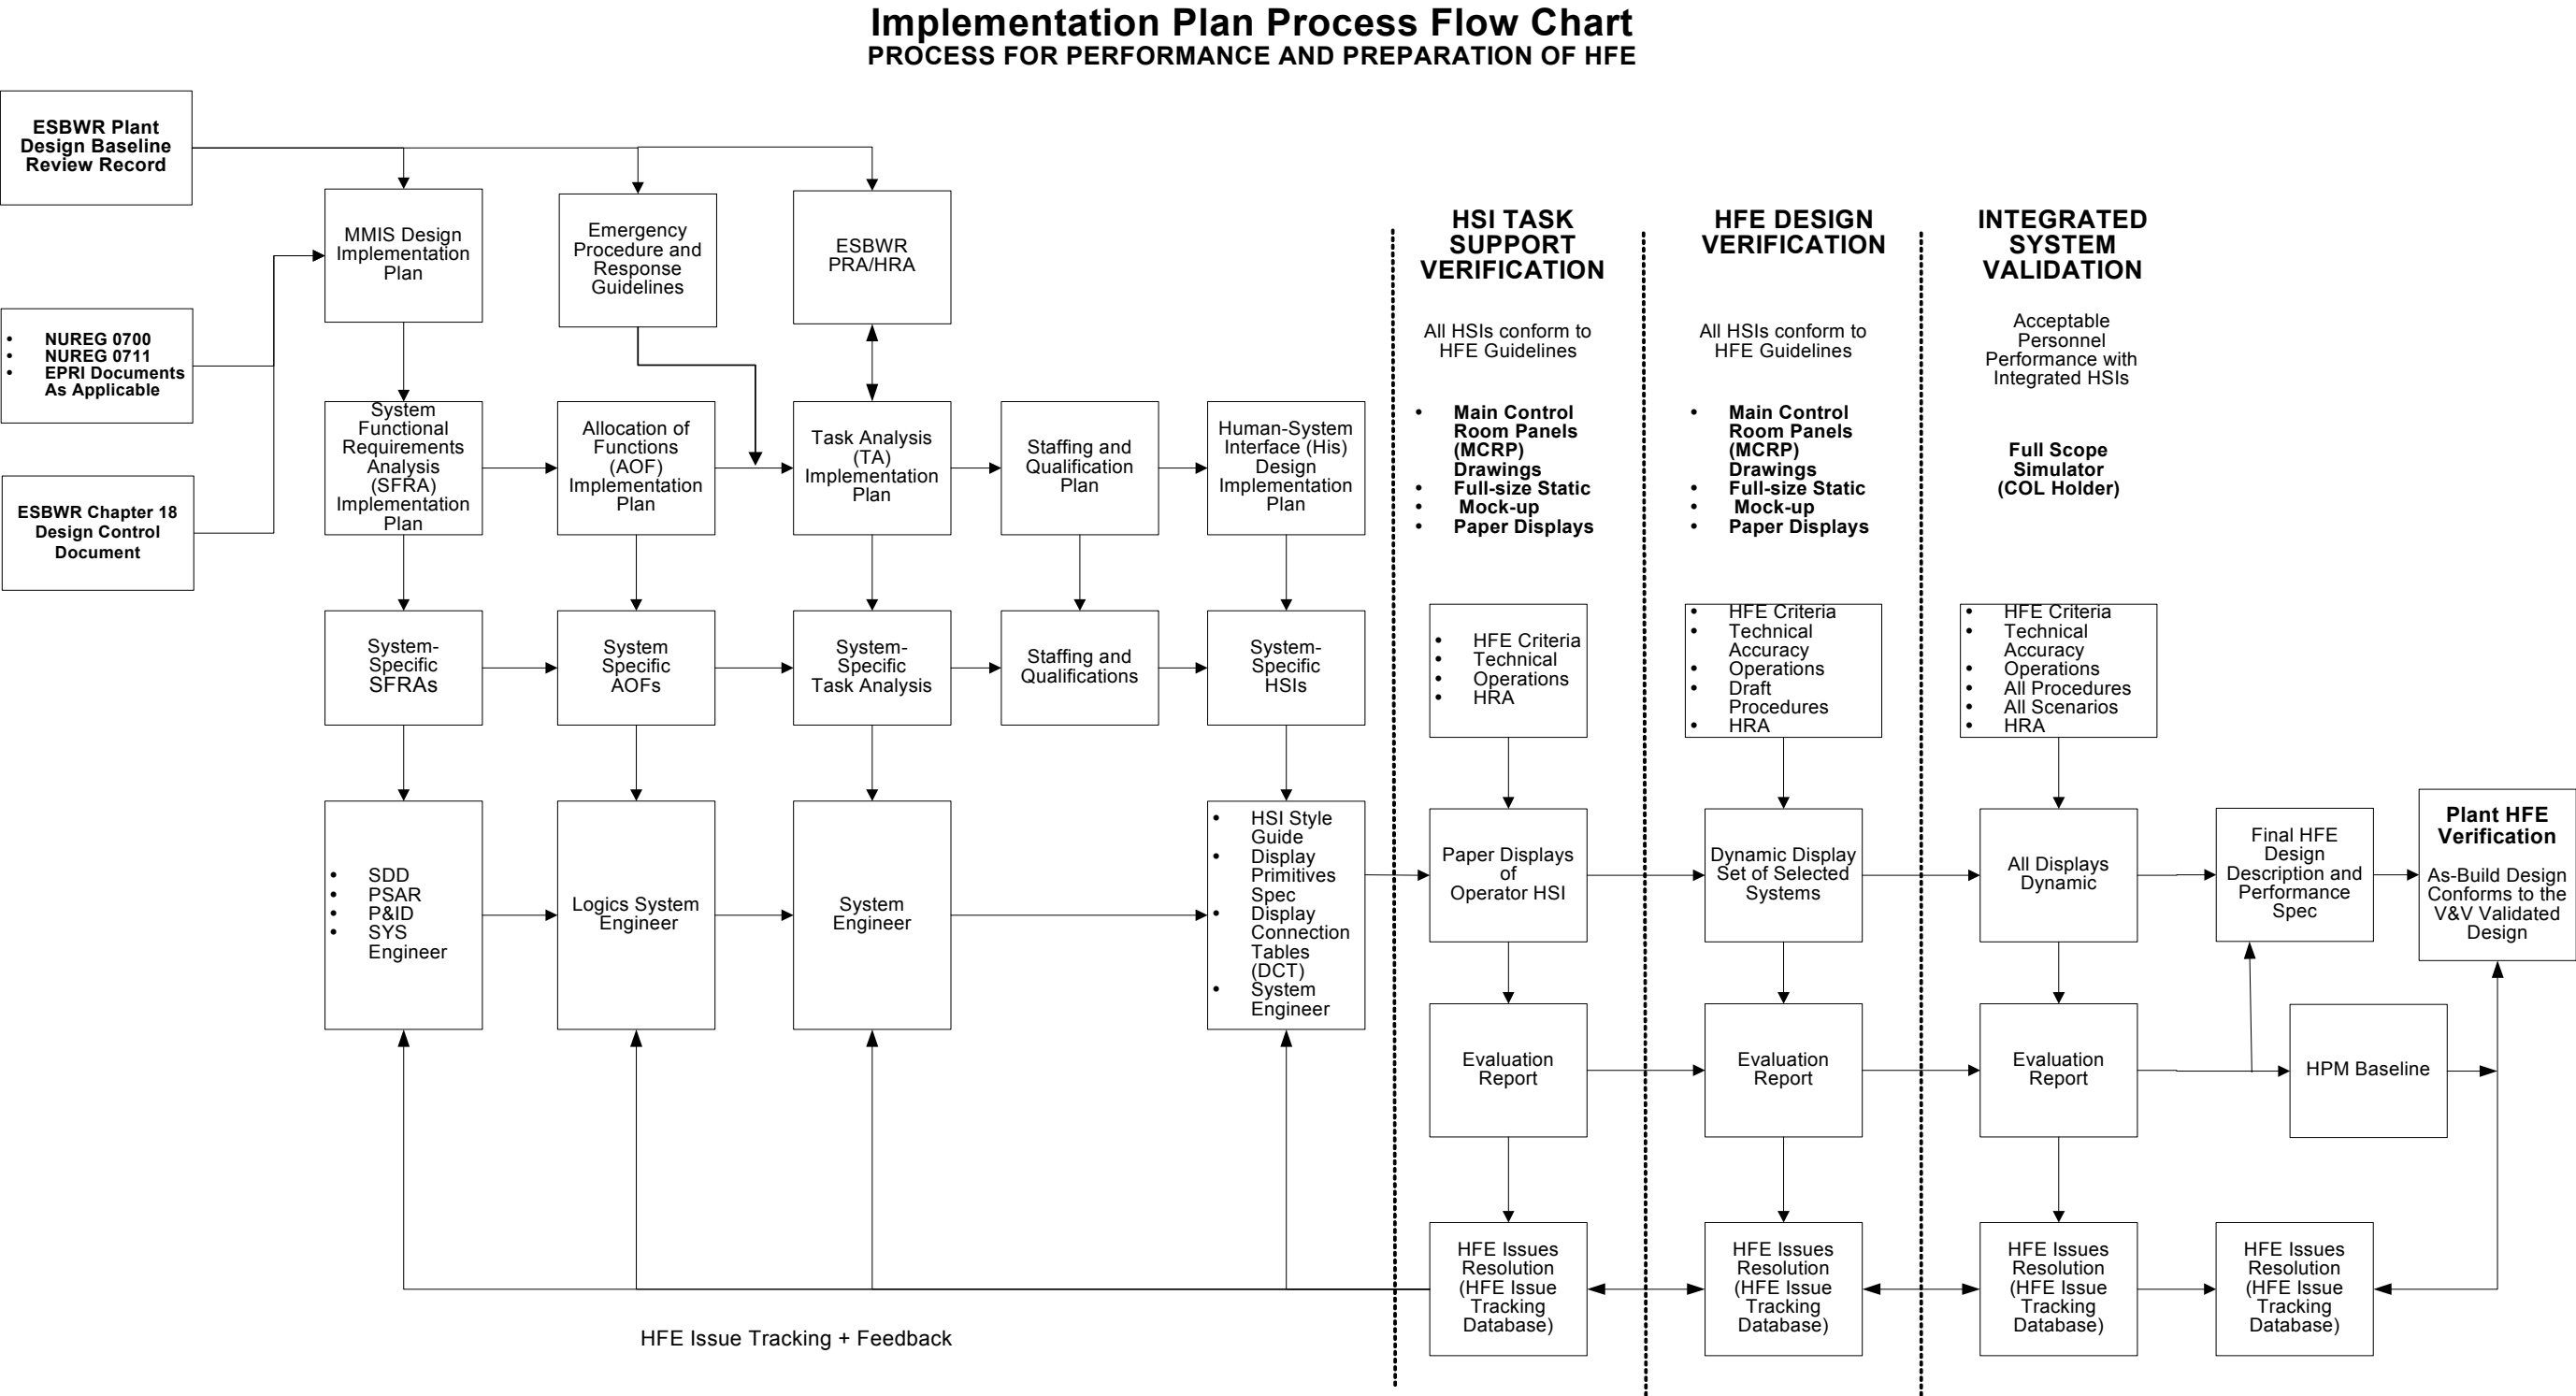 Implementation Plan Process Flow Chart
PROCESS FOR PERFORMANCE AND PREPARATION OF HFE
ESBWR Plant
Design Baseline
Review Record
• NUREG 0700
• NUREG 0711
• EPRI Documents
As Applicable
ESBWR Chapter 18
Design Control
Document
MMIS Design
Implementation
Plan
Emergency
Procedure and
Response
Guidelines
ESBWR
PRA/HRA
System
Functional
Requirements
Analysis
(SFRA)
Implementation
Plan
Allocation of
Functions
(AOF)
Implementation
Plan
Task Analysis
(TA)
Implementation
Plan
Staffing and
Qualification
Plan
Human-System
Interface (His)
Design
Implementation
Plan
System-
Specific
SFRAs
System
Specific
AOFs
System-
Specific
Task Analysis
Staffing and
Qualifications
System-
Specific
HSIs
• SDD
• PSAR
• P&ID
• SYS
Engineer
Logics System
Engineer
System
Engineer
• HSI Style
Guide
• Display
Primitives
Spec
• Display
Connection
Tables
(DCT)
• System
Engineer
HFE Issue Tracking + Feedback
HSI TASK
SUPPORT
VERIFICATION
All HSIs conform to
HFE Guidelines
• Main Control
Room Panels
(MCRP)
Drawings
• Full-size Static
• Mock-up
• Paper Displays
• HFE Criteria
• Technical
• Operations
• HRA
Paper Displays
of
Operator HSI
Evaluation
Report
HFE Issues
Resolution
(HFE Issue
Tracking
Database)
HFE DESIGN
VERIFICATION
All HSIs conform to
HFE Guidelines
• Main Control
Room Panels
(MCRP)
Drawings
• Full-size Static
• Mock-up
• Paper Displays
• HFE Criteria
• Technical
Accuracy
• Operations
• Draft
Procedures
• HRA
Dynamic Display
Set of Selected
Systems
Evaluation
Report
HFE Issues
Resolution
(HFE Issue
Tracking
Database)
INTEGRATED
SYSTEM
VALIDATION
Acceptable
Personnel
Performance with
Integrated HSIs
Full Scope
Simulator
(COL Holder)
• HFE Criteria
• Technical
Accuracy
• Operations
• All Procedures
• All Scenarios
• HRA
All Displays
Dynamic
Evaluation
Report
HFE Issues
Resolution
(HFE Issue
Tracking
Database)
Final HFE
Design
Description and
Performance
Spec
HPM Baseline
HFE Issues
Resolution
(HFE Issue
Tracking
Database)
Plant HFE
Verification
As-Build Design
Conforms to the
V&V Validated
Design